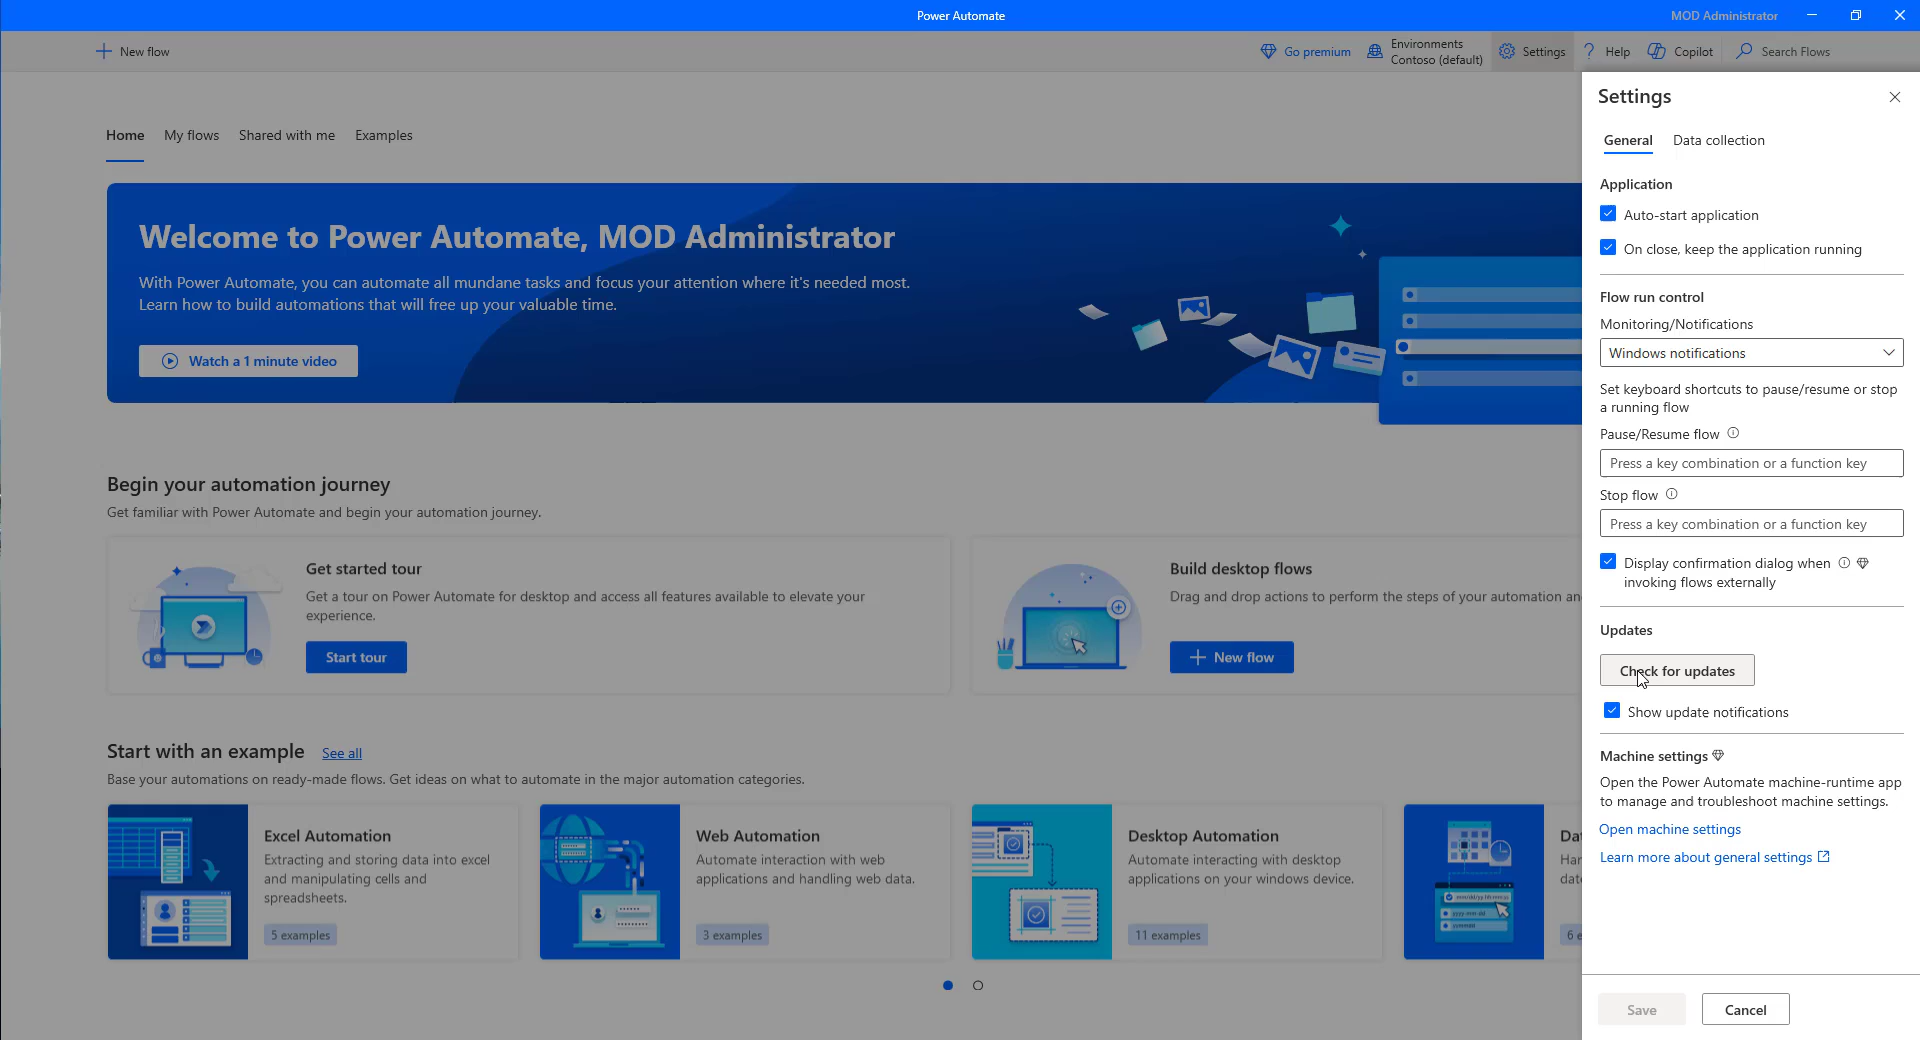 Power Automate
MOD Administrator
New flow
Go premium
Environments
Contoso (default)
Settings
Help
Copilot
Search Flows
Home
My flows
Shared with me
Examples
Welcome to Power Automate, MOD Administrator
With Power Automate, you can automate all mundane tasks and focus your attention where it's needed most.
Learn how to build automations that will free up your valuable time.
Watch a 1 minute video
Begin your automation journey
Get familiar with Power Automate and begin your automation journey.
Get started tour
Get a tour on Power Automate for desktop and access all features available to elevate your
experience.
Start tour
Build desktop flows
Drag and drop actions to perform the steps of your automation an
New flow
Start with an example
See all
Base your automations on ready-made flows. Get ideas on what to automate in the major automation categories.
Excel Automation
Extracting and storing data into excel
and manipulating cells and
spreadsheets.
5 examples
Web Automation
Automate interaction with web
applications and handling web data.
3 examples
Desktop Automation
Automate interacting with desktop
applications on your windows device.
11 examples
Dat
Har
date
6 e
Settings
General
Data collection
Application
Auto-start application
On close, keep the application running
Flow run control
Monitoring/Notifications
Windows notifications
Set keyboard shortcuts to pause/resume or stop
a running flow
Pause/Resume flow
Press a key combination or a function key
Stop flow
Press a key combination or a function key
Display confirmation dialog when
invoking flows externally
Updates
Check for updates
Show update notifications
Machine settings
Open the Power Automate machine-runtime app
to manage and troubleshoot machine settings.
Open machine settings
Learn more about general settings
Save
Cancel